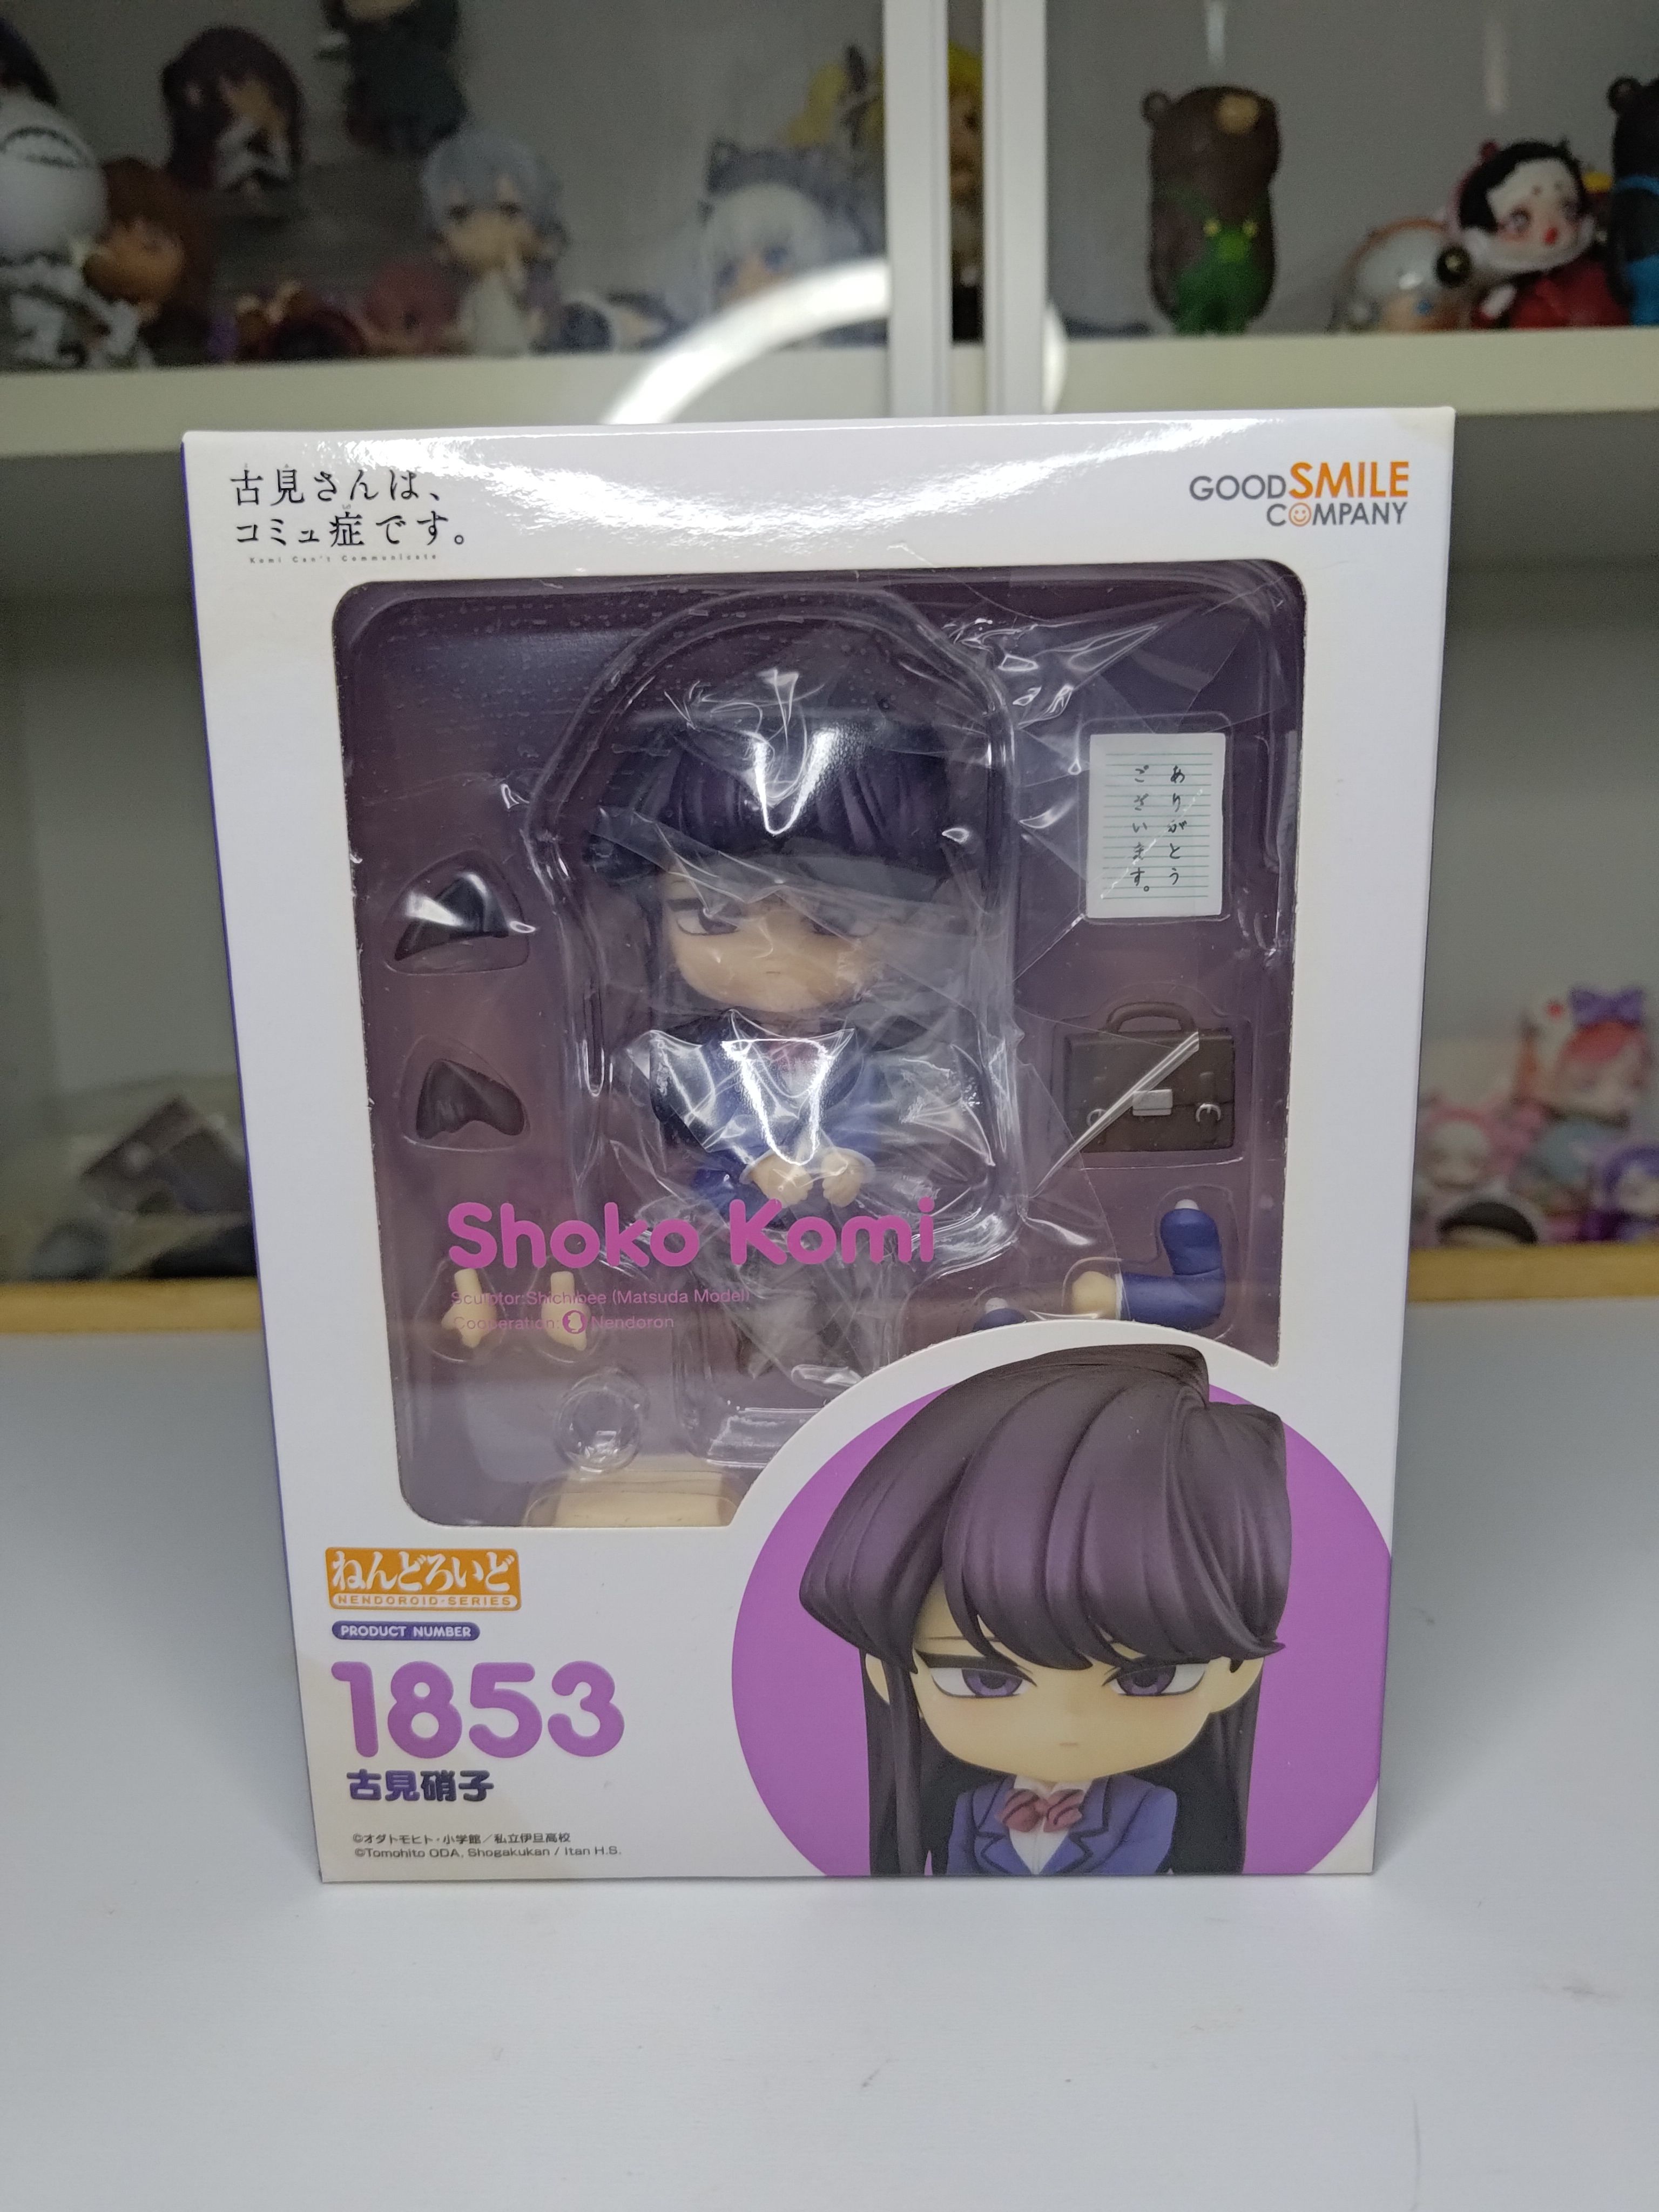 古見さんは、
コミュ症です。
Komi Can't Communicate
GOOD SMILE
COMPANY
ありがとう
ございます。
Shoko Komi
Sculptor:Shichibee (Matsuda Model)
Cooperation: Nendoron
ねんどろいど
NENDOROID·SERIES
PRODUCT NUMBER
1853
古見硝子
©オダトモヒト・小学館／私立伊旦高校
©Tomohito ODA, Shogakukan / Itan H.S.